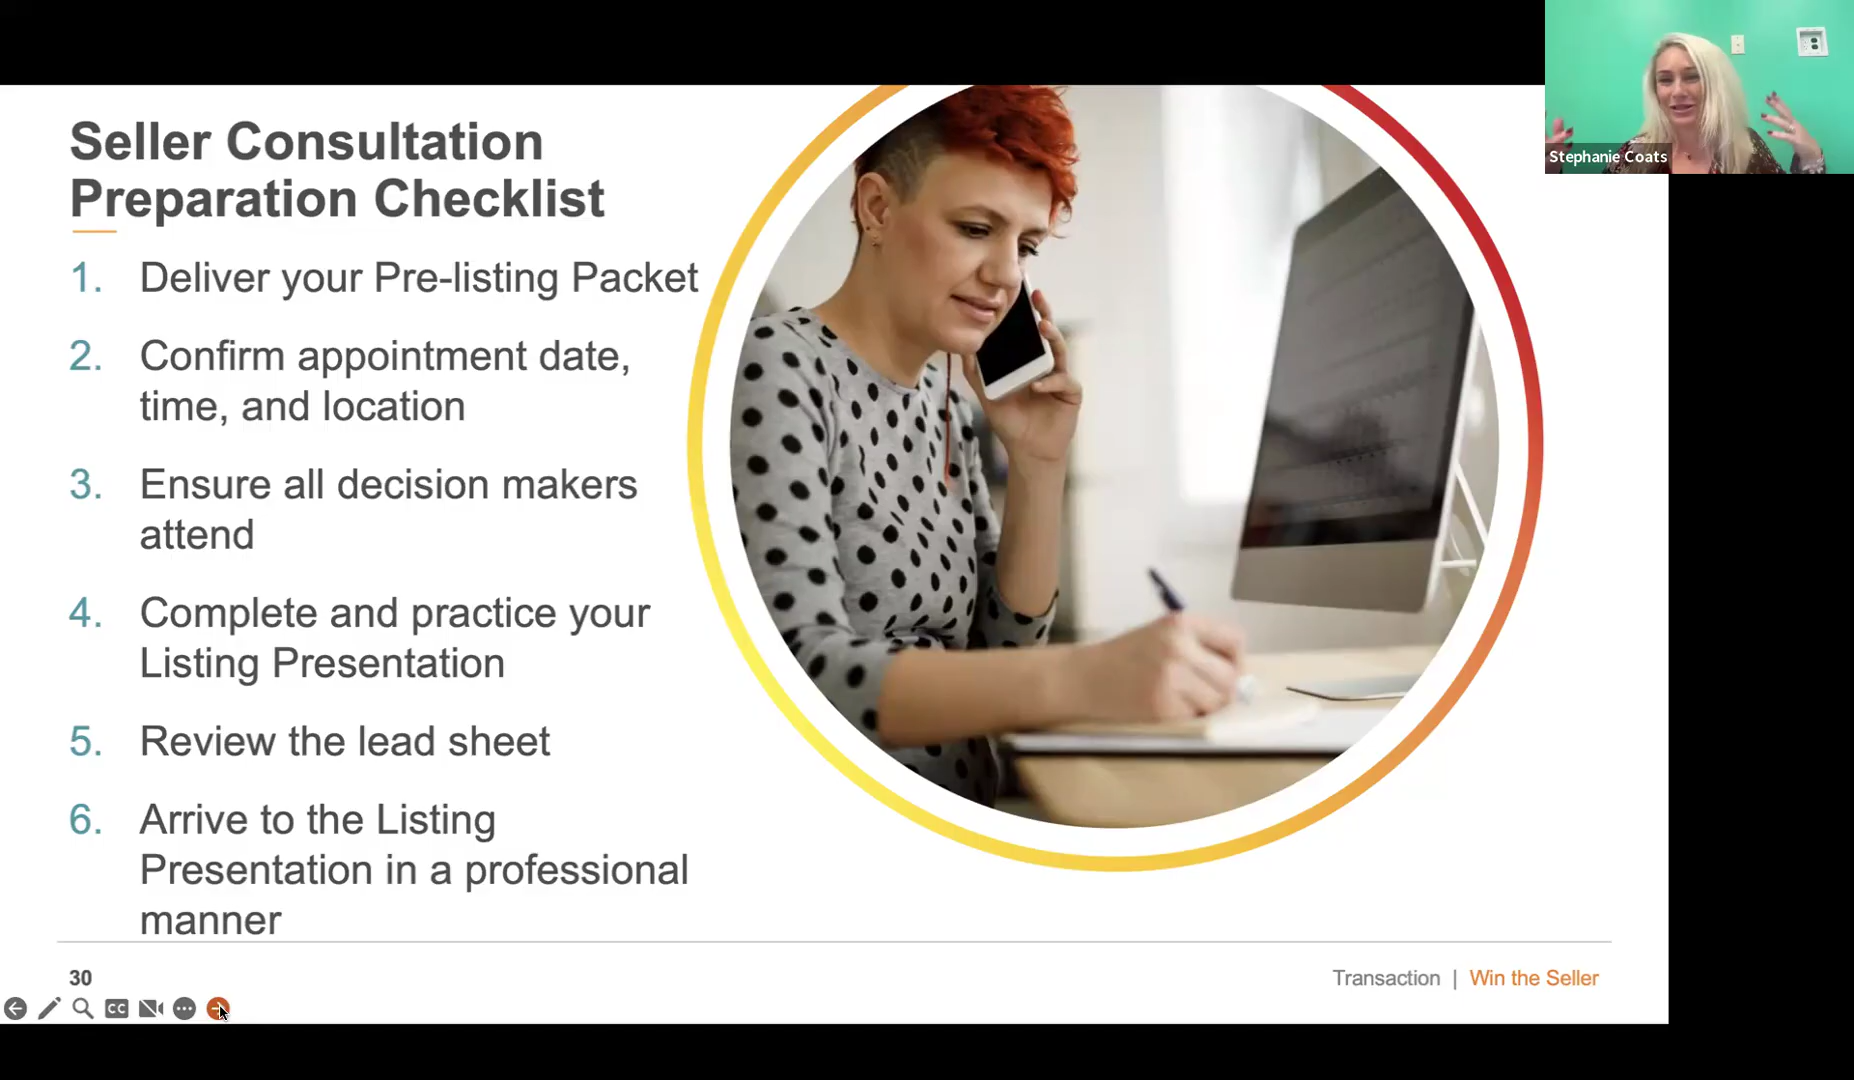 Stephanie Coats
Seller Consultation
Preparation Checklist
1. Deliver your Pre-listing Packet
2. Confirm appointment date,
time, and location
3. Ensure all decision makers
attend
4. Complete and practice your
Listing Presentation
5. Review the lead sheet
6. Arrive to the Listing
Presentation in a professional
manner
30
Transaction | Win the Seller
CC